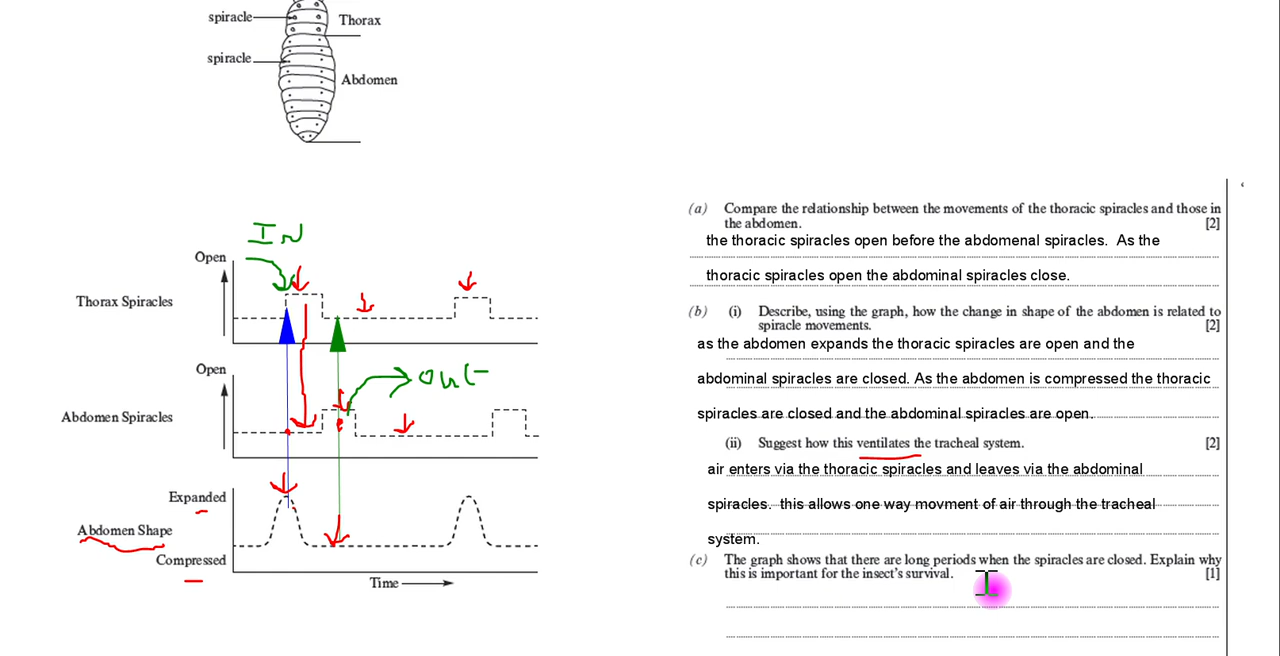 spiracle
Thorax
spiracle
Abdomen
IN
Open
Thorax Spiracles
Open
out
Abdomen Spiracles
Expanded
Abdomen Shape
Compressed
Time
(a) Compare the relationship between the movements of the thoracic spiracles and those in
the abdomen. [2]
the thoracic spiracles open before the abdomenal spiracles. As the
thoracic spiracles open the abdominal spiracles close.
(b) (i) Describe, using the graph, how the change in shape of the abdomen is related to
spiracle movements. [2]
as the abdomen expands the thoracic spiracles are open and the
abdominal spiracles are closed. As the abdomen is compressed the thoracic
spiracles are closed and the abdominal spiracles are open.
(ii) Suggest how this ventilates the tracheal system. [2]
air enters via the thoracic spiracles and leaves via the abdominal
spiracles. this allows one way movment of air through the tracheal
system.
(c) The graph shows that there are long periods when the spiracles are closed. Explain why
this is important for the insect's survival. [1]